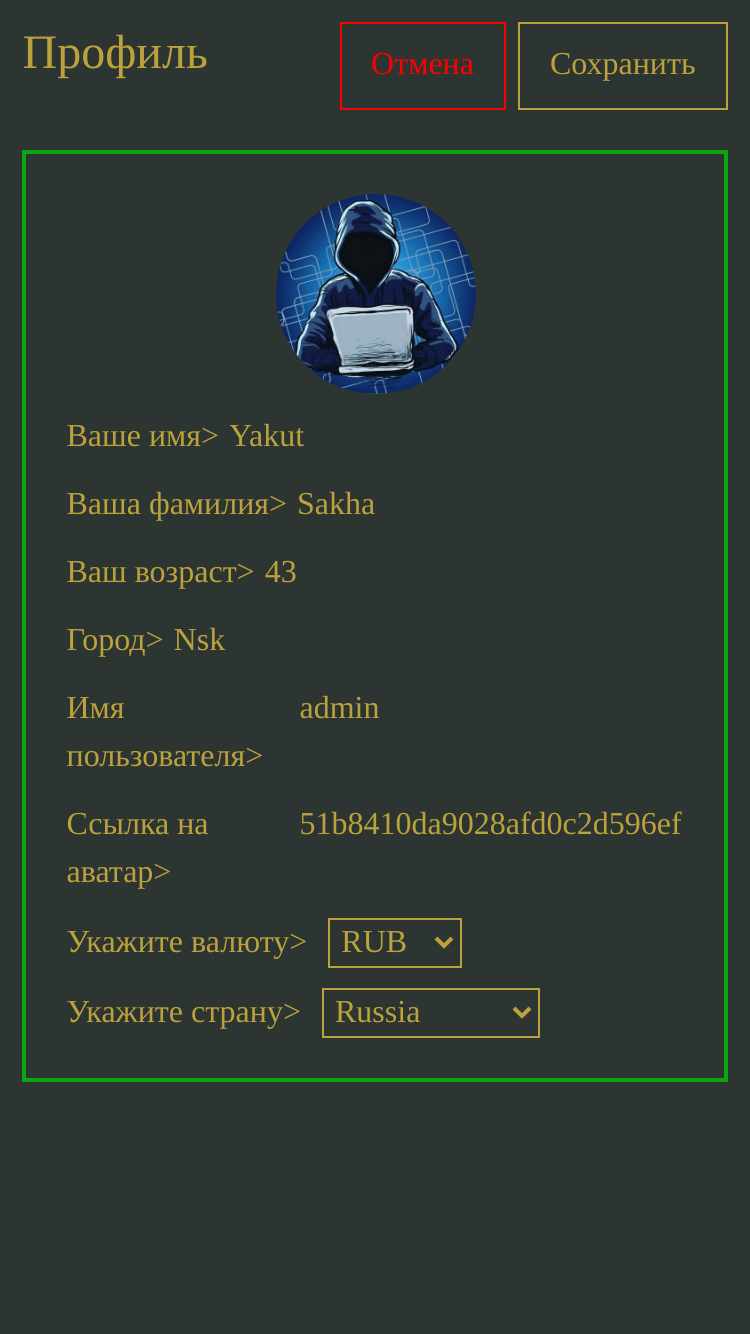 Профиль
Отмена
Сохранить
Ваше имя> Yakut
Ваша фамилия> Sakha
Ваш возраст> 43
Город> Nsk
Имя admin
пользователя>
Ссылка на 51b8410da9028afd0c2d596ef
аватар>
Укажите валюту> RUB
Укажите страну> Russia